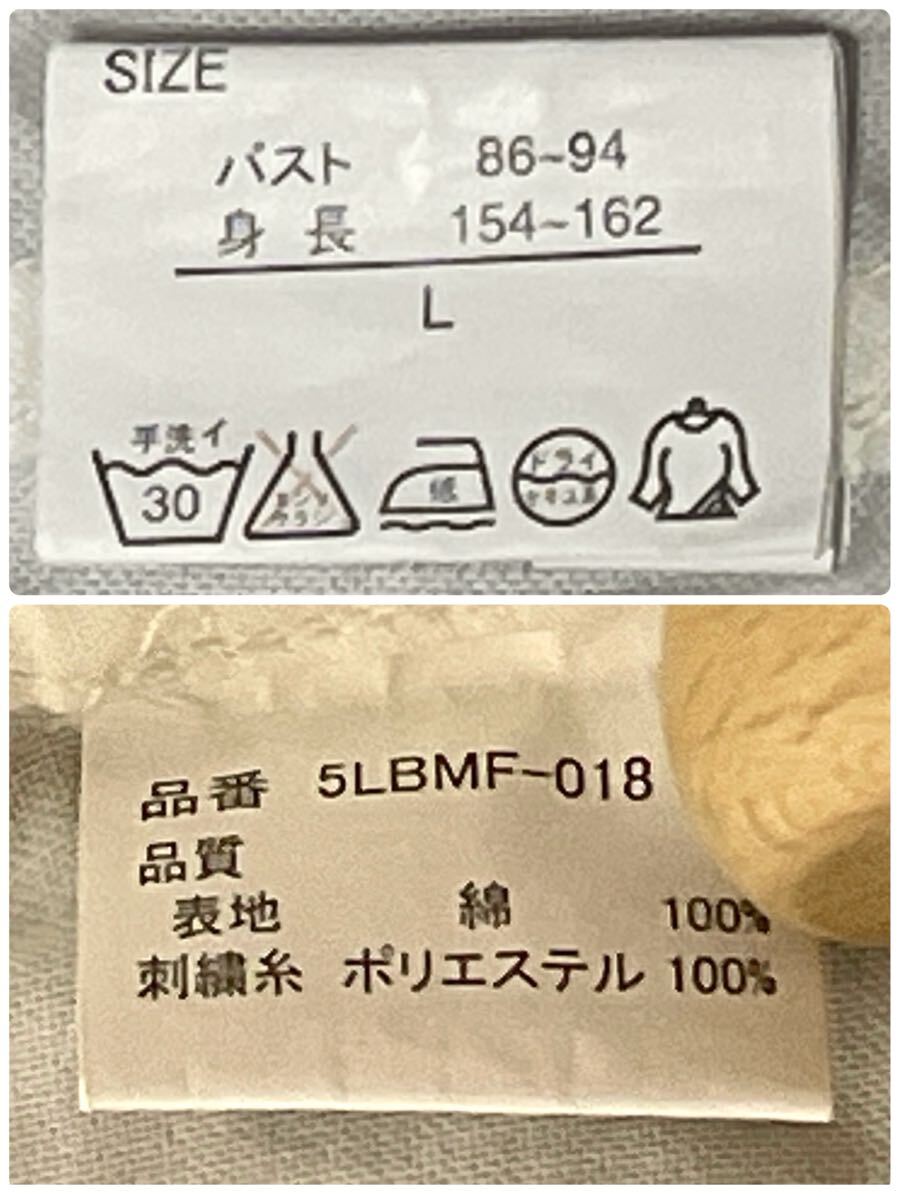 SIZE
バスト 86~94
身長 154~162
L
手洗イ
30
ドライ
品番 5LBMF-018
品質
表地 綿 100%
刺繍糸 ポリエステル 100%